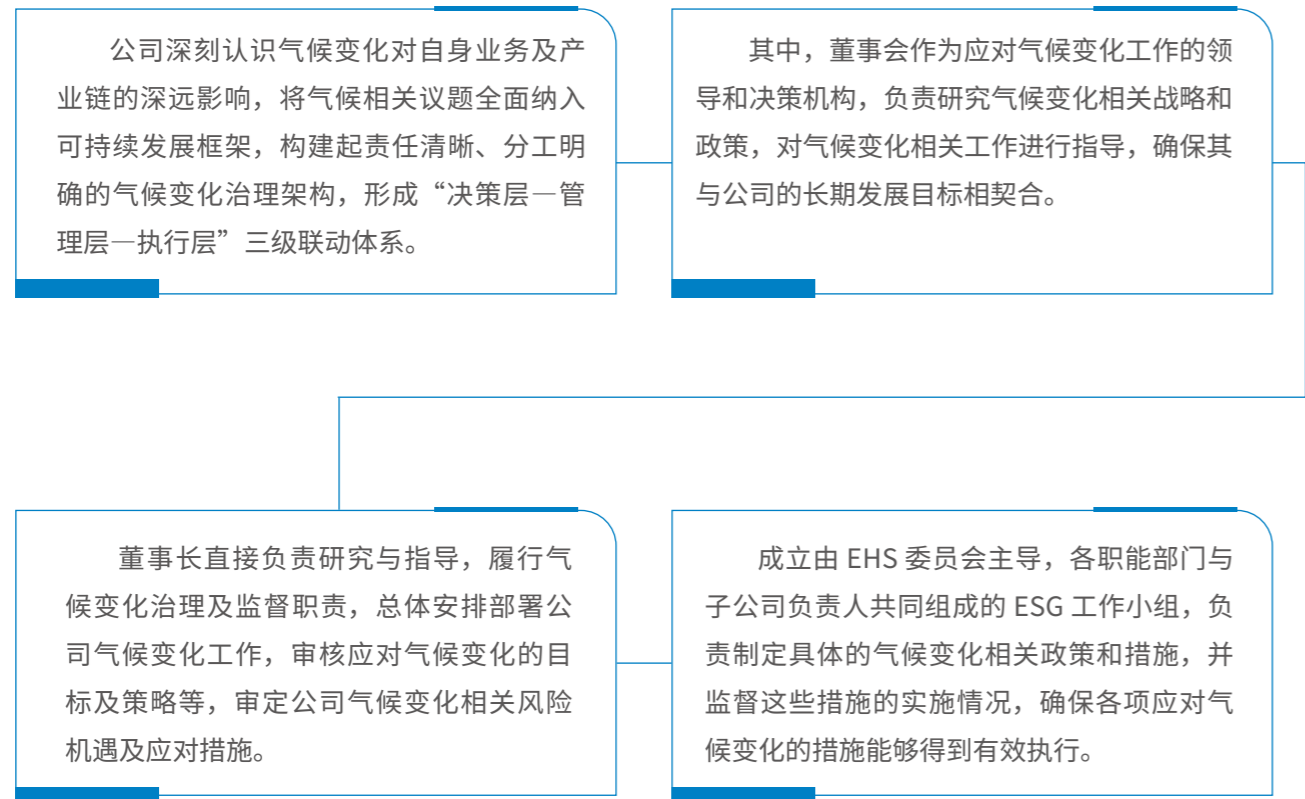 公司深刻认识气候变化对自身业务及产
业链的深远影响，将气候相关议题全面纳入
可持续发展框架，构建起责任清晰、分工明
确的气候变化治理架构，形成“决策层—管
理层—执行层”三级联动体系。
其中，董事会作为应对气候变化工作的领
导和决策机构，负责研究气候变化相关战略和
政策，对气候变化相关工作进行指导，确保其
与公司的长期发展目标相契合。
董事长直接负责研究与指导，履行气
候变化治理及监督职责，总体安排部署公
司气候变化工作，审核应对气候变化的目
标及策略等，审定公司气候变化相关风险
机遇及应对措施。
成立由 EHS 委员会主导，各职能部门与
子公司负责人共同组成的 ESG 工作小组，负
责制定具体的气候变化相关政策和措施，并
监督这些措施的实施情况，确保各项应对气
候变化的措施能够得到有效执行。